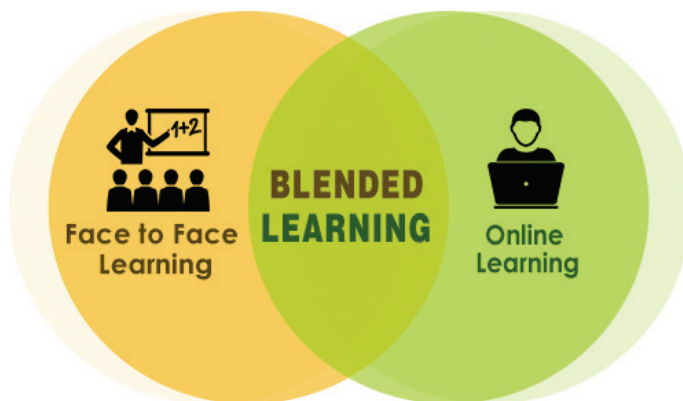 1+2
Face to Face
Learning
BLENDED
LEARNING
Online
Learning